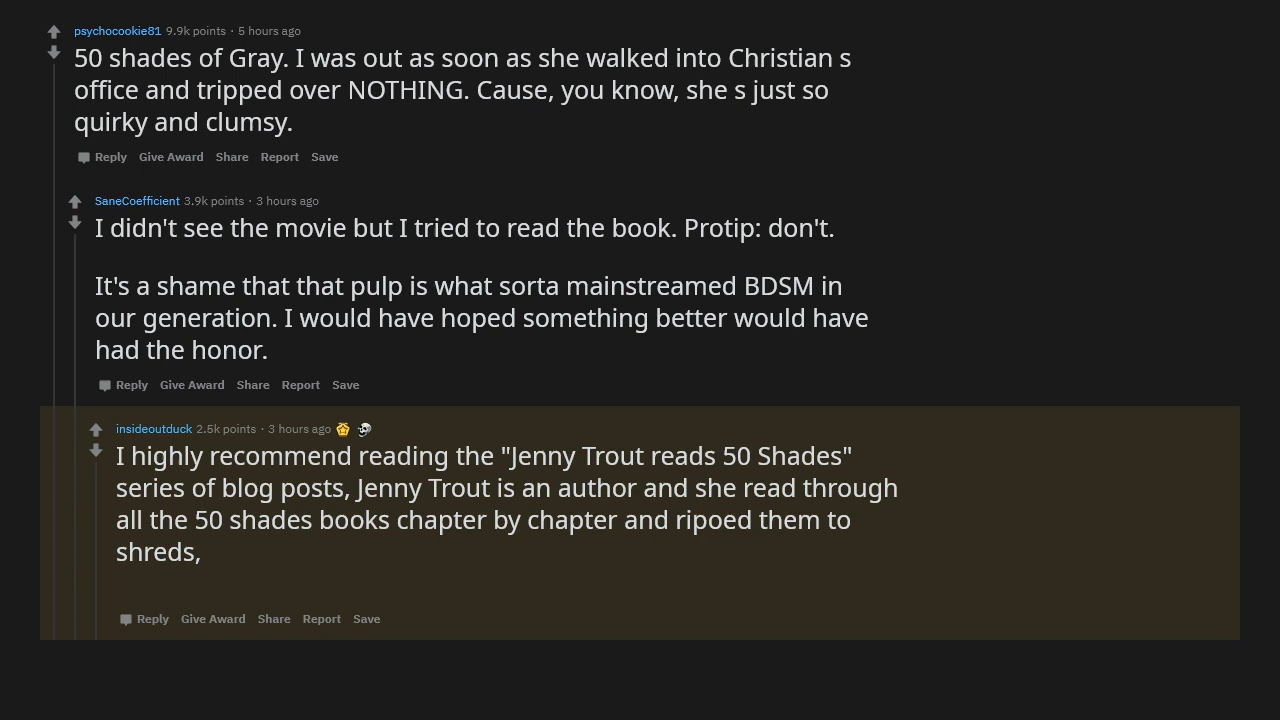 psychocookie81 9.9k points · 5 hours ago
50 shades of Gray. I was out as soon as she walked into Christian s
office and tripped over NOTHING. Cause, you know, she s just so
quirky and clumsy.
Reply Give Award Share Report Save
SaneCoefficient 3.9k points · 3 hours ago
I didn't see the movie but I tried to read the book. Protip: don't.
It's a shame that that pulp is what sorta mainstreamed BDSM in
our generation. I would have hoped something better would have
had the honor.
Reply Give Award Share Report Save
insideoutduck 2.5k points · 3 hours ago
I highly recommend reading the "Jenny Trout reads 50 Shades"
series of blog posts, Jenny Trout is an author and she read through
all the 50 shades books chapter by chapter and ripoed them to
shreds,
Reply Give Award Share Report Save